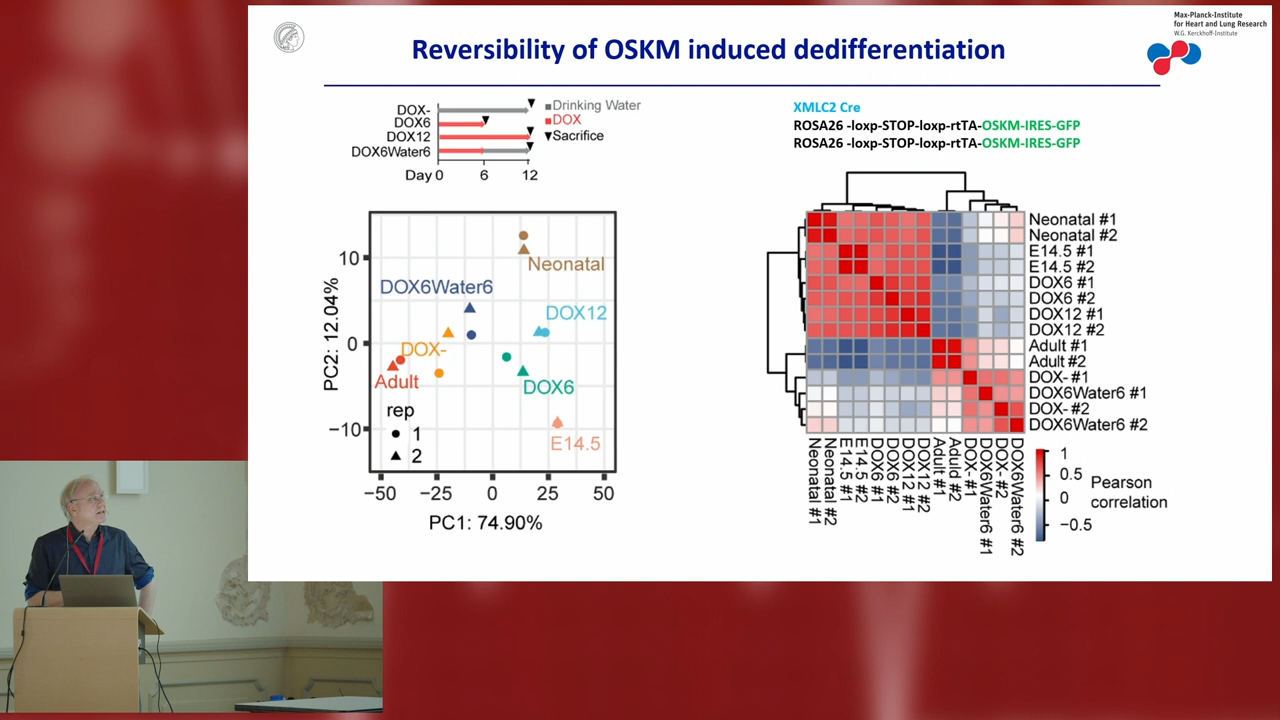 Max-Planck-Institute
for Heart and Lung Research
W.G. Kerckhoff-Institute
Reversibility of OSKM induced dedifferentiation
DOX-
DOX6
DOX12
DOX6Water6
Day 0 6 12
■Drinking Water
■DOX
▼Sacrifice
XMLC2 Cre
ROSA26 -loxp-STOP-loxp-rtTA-OSKM-IRES-GFP
ROSA26 -loxp-STOP-loxp-rtTA-OSKM-IRES-GFP
PC2: 12.04%
10
0
−10
Neonatal
DOX6Water6
DOX12
DOX-
Adult
DOX6
E14.5
rep
1
2
−50 −25 0 25 50
PC1: 74.90%
Neonatal #1
Neonatal #2
E14.5 #1
E14.5 #2
DOX6 #1
DOX6 #2
DOX12 #1
DOX12 #2
Adult #1
Adult #2
DOX- #1
DOX6Water6 #1
DOX- #2
DOX6Water6 #2
Neonatal #1
Neonatal #2
E14.5 #1
E14.5 #2
DOX6 #1
DOX6 #2
DOX12 #1
DOX12 #2
Adult #1
Aduld #2
DOX- #1
DOX6Water6 #1
DOX- #2
DOX6Water6 #2
1
0.5
0
−0.5
Pearson
correlation